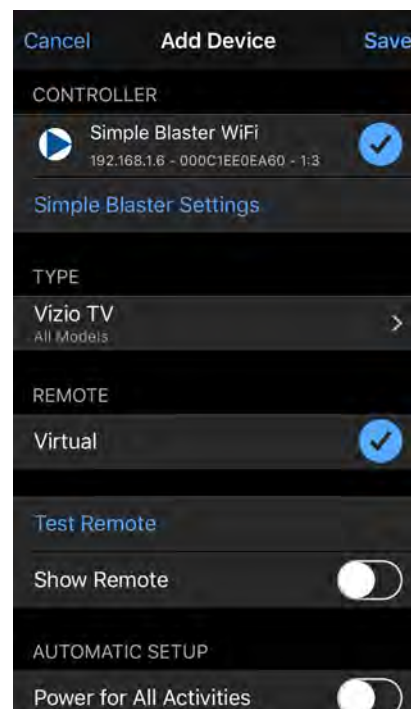 Cancel Add Device Save
CONTROLLER
Simple Blaster WiFi
192.168.1.6 - 000C1EE0EA60 - 1:3
Simple Blaster Settings
TYPE
Vizio TV
All Models
REMOTE
Virtual
Test Remote
Show Remote
AUTOMATIC SETUP
Power for All Activities